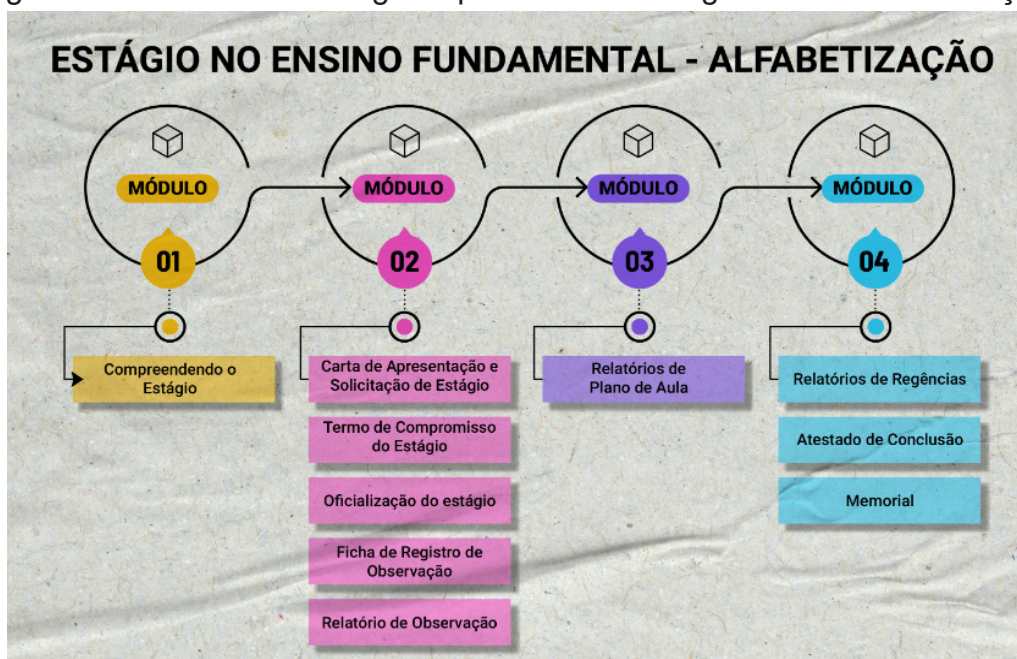 ESTÁGIO NO ENSINO FUNDAMENTAL - ALFABETIZAÇÃO
MÓDULO
01
Compreendendo o
Estágio
MÓDULO
02
Carta de Apresentação e
Solicitação de Estágio
Termo de Compromisso
do Estágio
Oficialização do estágio
Ficha de Registro de
Observação
Relatório de Observação
MÓDULO
03
Relatórios de
Plano de Aula
MÓDULO
04
Relatórios de Regências
Atestado de Conclusão
Memorial